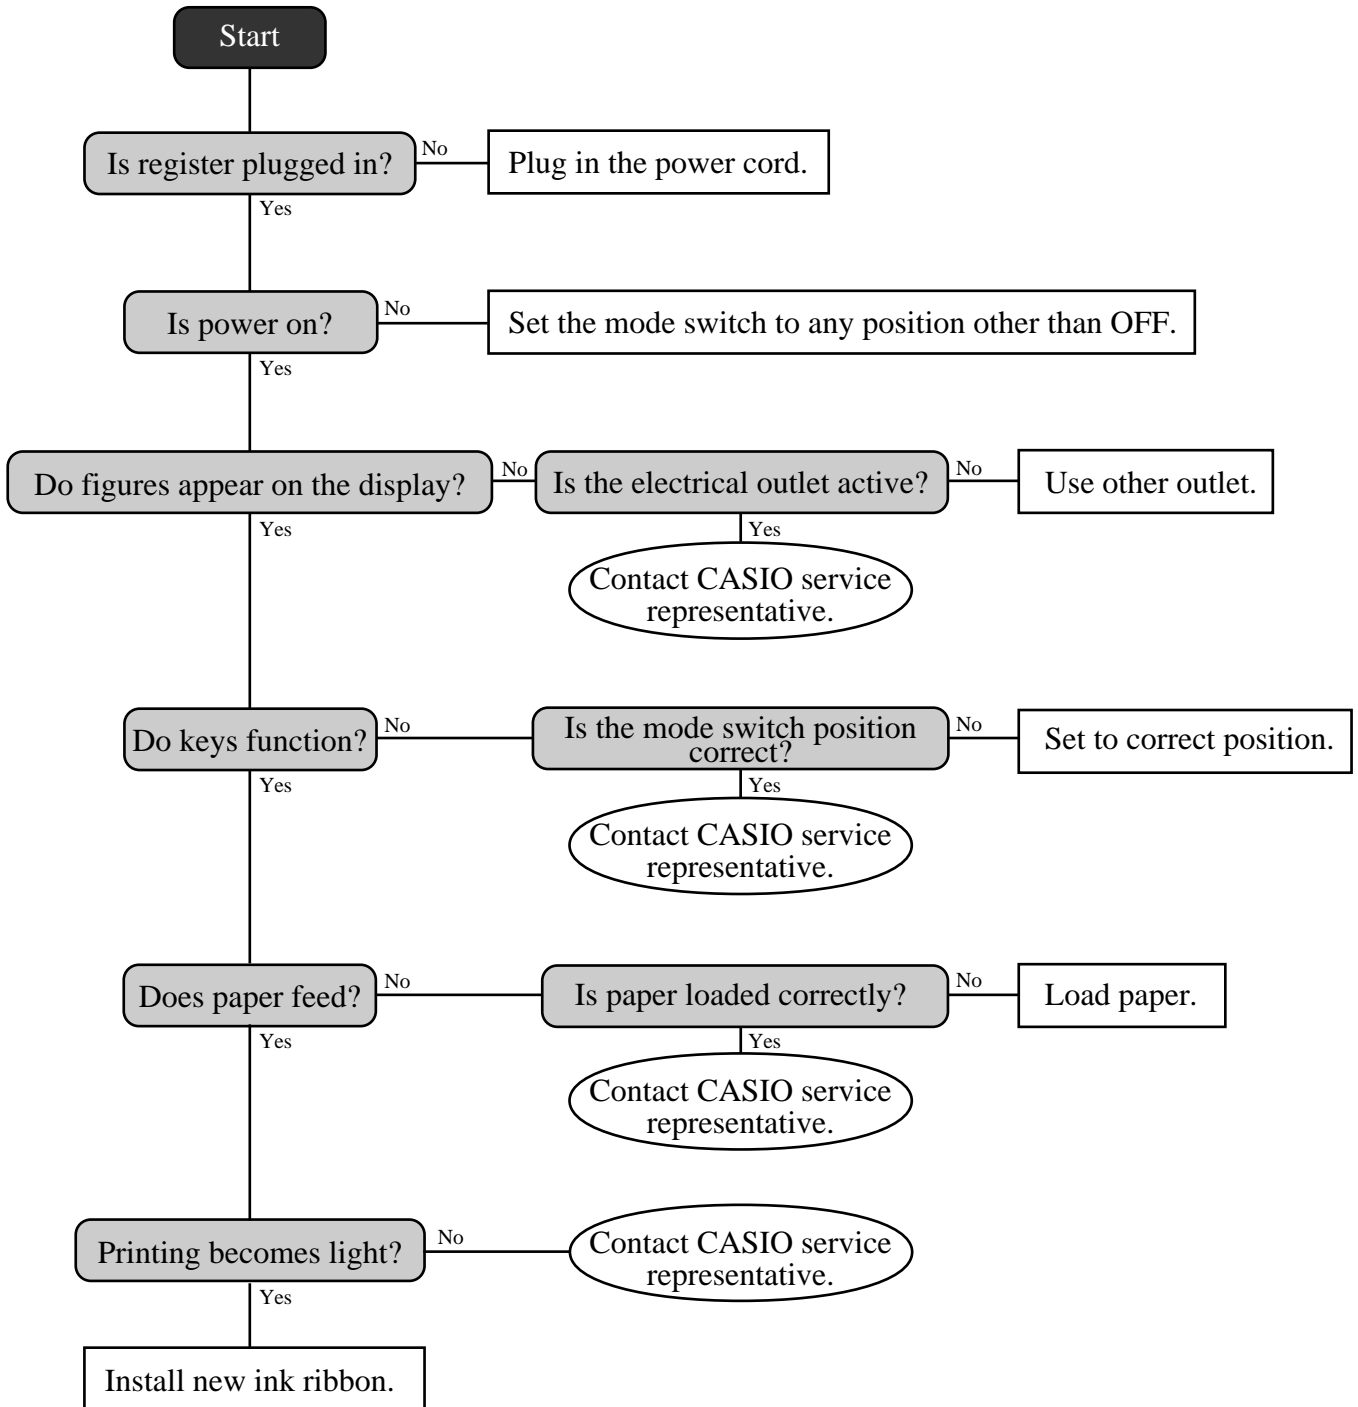 Start
Is register plugged in?
No
Plug in the power cord.
Yes
Is power on?
No
Set the mode switch to any position other than OFF.
Yes
Do figures appear on the display?
No
Is the electrical outlet active?
No
Use other outlet.
Yes
Yes
Contact CASIO service
representative.
Do keys function?
No
Is the mode switch position
correct?
No
Set to correct position.
Yes
Yes
Contact CASIO service
representative.
Does paper feed?
No
Is paper loaded correctly?
No
Load paper.
Yes
Yes
Contact CASIO service
representative.
Printing becomes light?
No
Contact CASIO service
representative.
Yes
Install new ink ribbon.